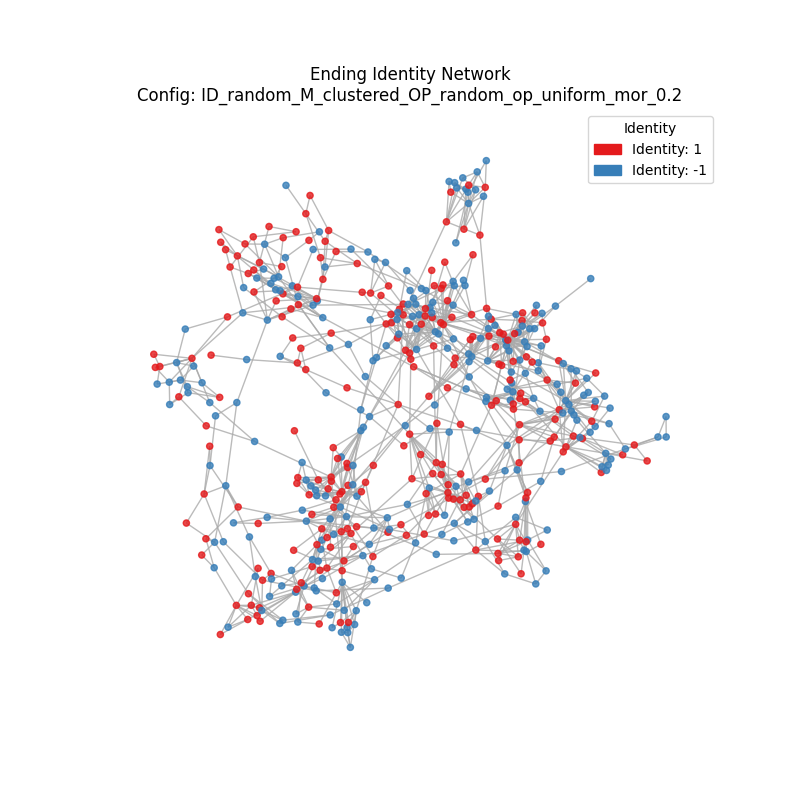 Ending Identity Network
Config: ID_random_M_clustered_OP_random_op_uniform_mor_0.2
Identity
Identity: 1
Identity: -1